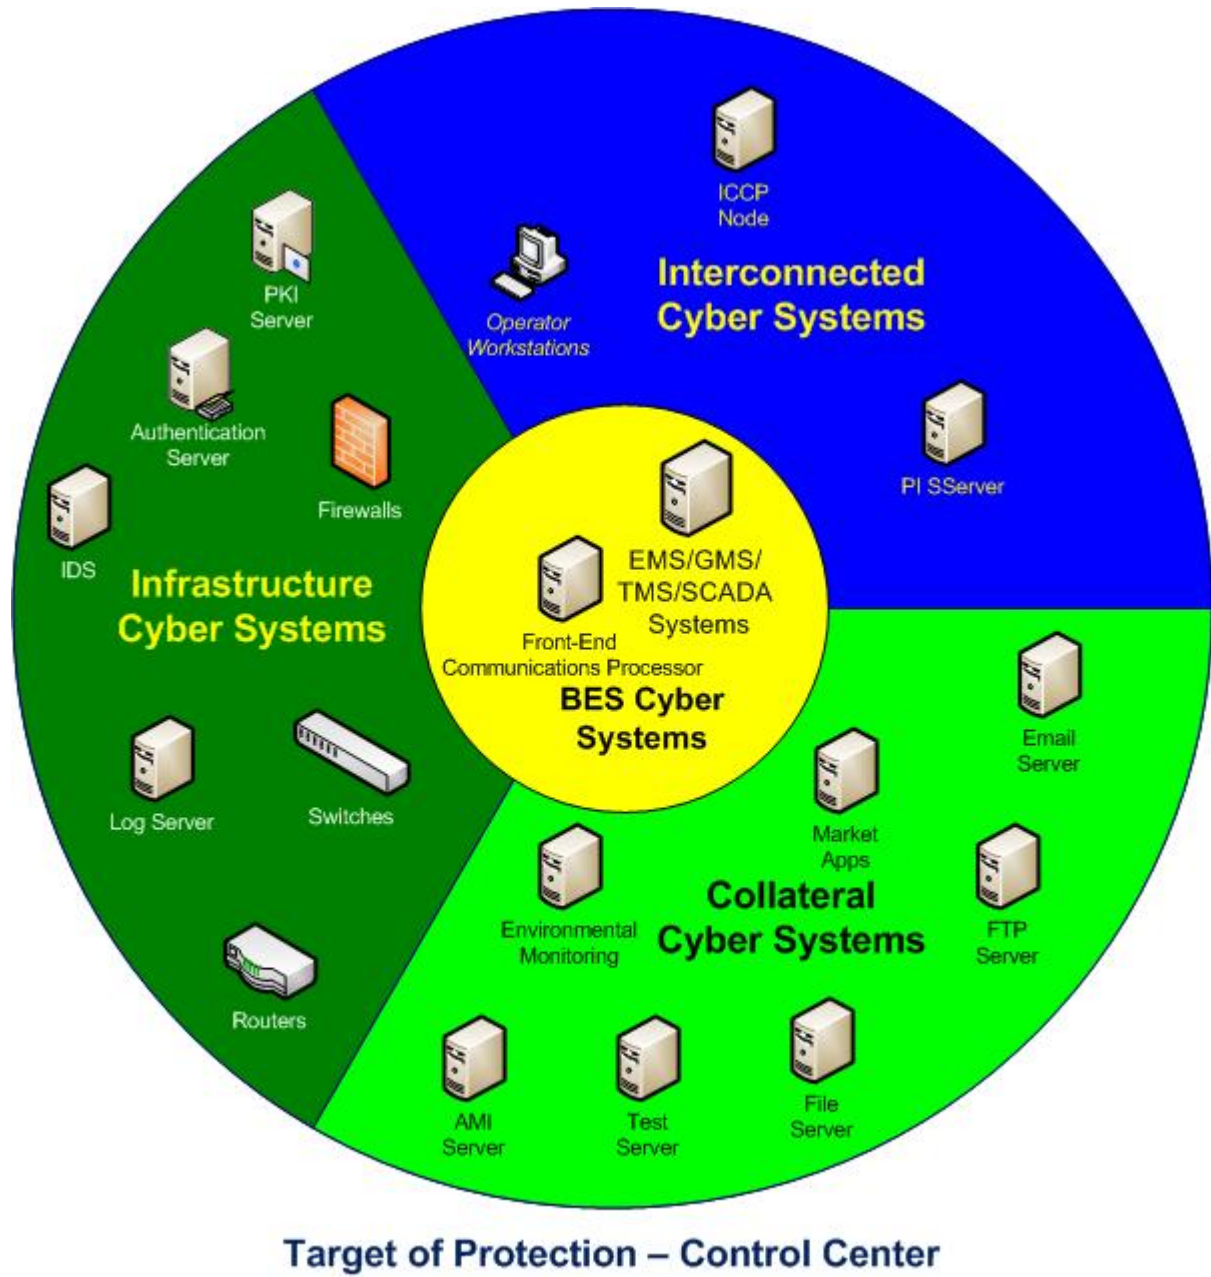 ICCP
Node
Interconnected
Cyber Systems
Operator
Workstations
PI SServer
PKI
Server
Authentication
Server
Firewalls
IDS
Infrastructure
Cyber Systems
Log Server
Switches
Routers
EMS/GMS/
TMS/SCADA
Systems
Front-End
Communications Processor
BES Cyber
Systems
Email
Server
Market
Apps
Collateral
Cyber Systems
FTP
Server
Environmental
Monitoring
AMI
Server
Test
Server
File
Server
Target of Protection – Control Center